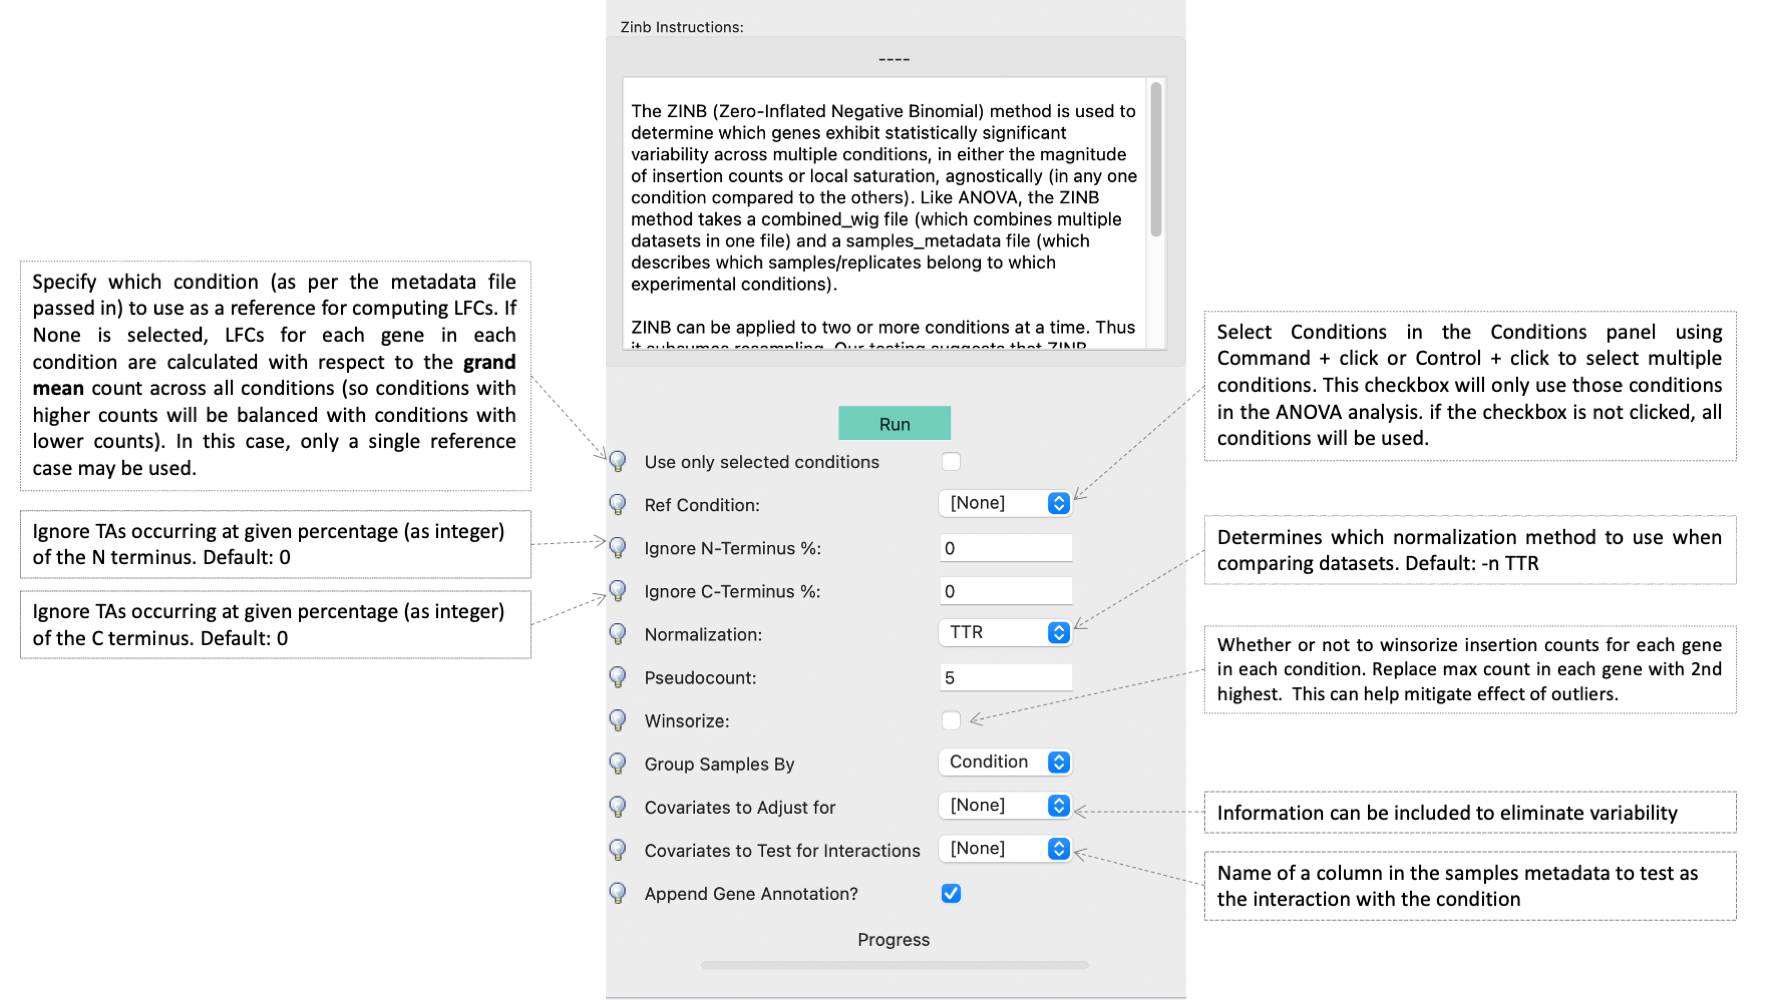 Zinb Instructions:
----
The ZINB (Zero-Inflated Negative Binomial) method is used to
determine which genes exhibit statistically significant
variability across multiple conditions, in either the magnitude
of insertion counts or local saturation, agnostically (in any one
condition compared to the others). Like ANOVA, the ZINB
method takes a combined_wig file (which combines multiple
datasets in one file) and a samples_metadata file (which
describes which samples/replicates belong to which
experimental conditions).
ZINB can be applied to two or more conditions at a time. Thus
it subsumes resampling. Our testing suggests that ZINB
Specify which condition (as per the metadata file
passed in) to use as a reference for computing LFCs. If
None is selected, LFCs for each gene in each
condition are calculated with respect to the grand
mean count across all conditions (so conditions with
higher counts will be balanced with conditions with
lower counts). In this case, only a single reference
case may be used.
Ignore TAs occurring at given percentage (as integer)
of the N terminus. Default: 0
Ignore TAs occurring at given percentage (as integer)
of the C terminus. Default: 0
Run
Use only selected conditions
Ref Condition: [None]
Ignore N-Terminus %: 0
Ignore C-Terminus %: 0
Normalization: TTR
Pseudocount: 5
Winsorize:
Group Samples By Condition
Covariates to Adjust for [None]
Covariates to Test for Interactions [None]
Append Gene Annotation?
Progress
Select Conditions in the Conditions panel using
Command + click or Control + click to select multiple
conditions. This checkbox will only use those conditions
in the ANOVA analysis. if the checkbox is not clicked, all
conditions will be used.
Determines which normalization method to use when
comparing datasets. Default: -n TTR
Whether or not to winsorize insertion counts for each gene
in each condition. Replace max count in each gene with 2nd
highest. This can help mitigate effect of outliers.
Information can be included to eliminate variability
Name of a column in the samples metadata to test as
the interaction with the condition